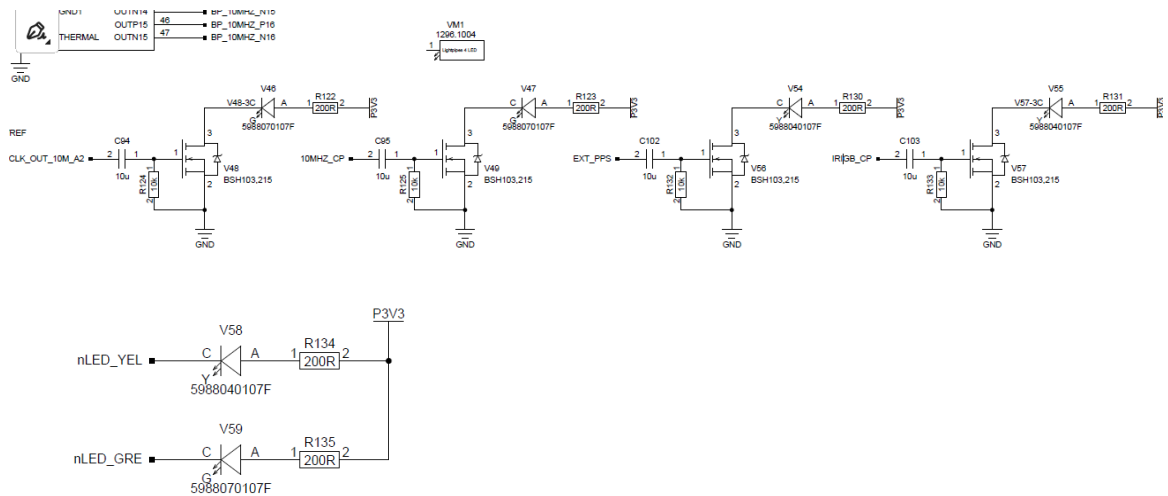 GND1 OUTN14 BP_10MHZ_N15
OUTP15 46 BP_10MHZ_P16
THERMAL OUTN15 47 BP_10MHZ_N16
GND
VM1
1296.1004
1 Lightpipes 4 LED
V46
V48-3C A 1 R122 2 P3V3
200R
G
5988070107F
REF
CLK_OUT_10M_A2 2 C94 1 1 3
10u
V48
BSH103,215
2
1 R124 2
10k
GND
V47
C A 1 R123 2 P3V3
200R
G
5988070107F
10MHZ_CP 2 C95 1 1 3
10u
V49
BSH103,215
2
1 R125 2
10k
GND
V54
C A 1 R130 2 P3V3
200R
Y
5988040107F
EXT_PPS 2 C102 1 1 3
10u
V56
BSH103,215
2
1 R132 2
10k
GND
V55
V57-3C A 1 R131 2 P3V3
200R
Y
5988040107F
IRIGB_CP 2 C103 1 1 3
10u
V57
BSH103,215
2
1 R133 2
10k
GND
P3V3
V58
nLED_YEL C A 1 R134 2
200R
Y
5988040107F
V59
nLED_GRE C A 1 R135 2
200R
G
5988070107F